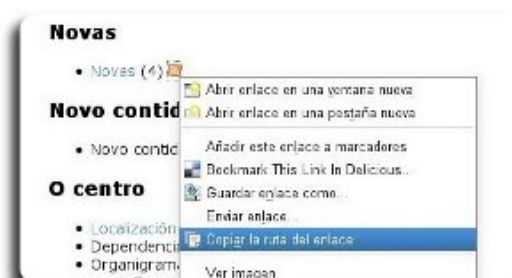 Novas
• Novas (4)
Abrir enlace en una ventana nueva
Novo contid
Abrir enlace en una pestaña nueva
• Novo contid
Añadir este enlace a marcadores
Bookmark This Link In Delicious...
O centro
Guardar enlace como...
Enviar enlace...
• Localización
Copiar la ruta del enlace
• Dependenci
• Organigram
Ver imagen